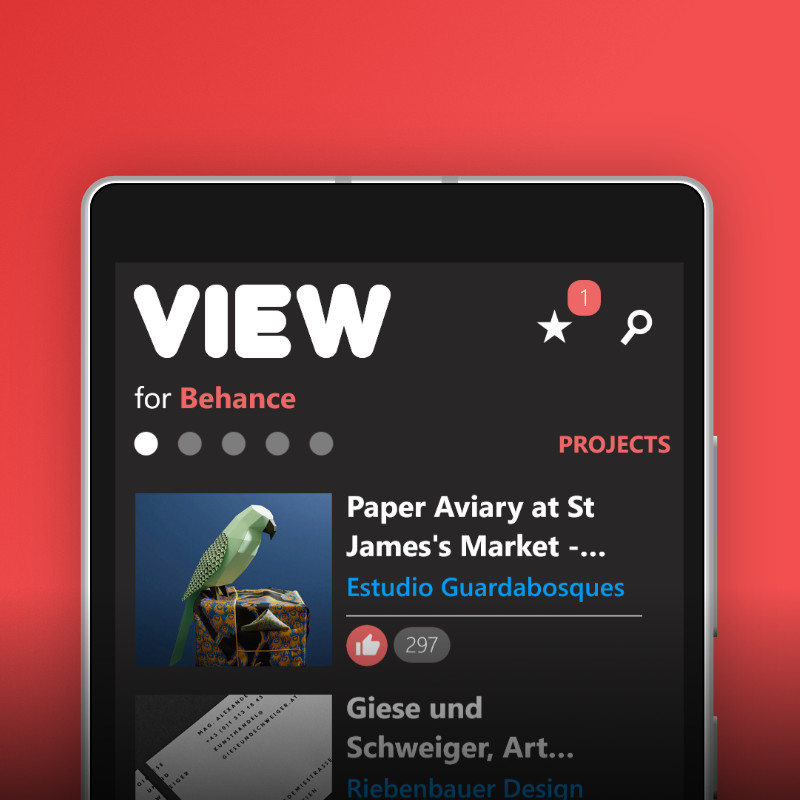 VIEW
1
for Behance
PROJECTS
Paper Aviary at St
James's Market -...
Estudio Guardabosques
297
Giese und
Schweiger, Art...
Riebenbauer Design
KUNSTHANDEL